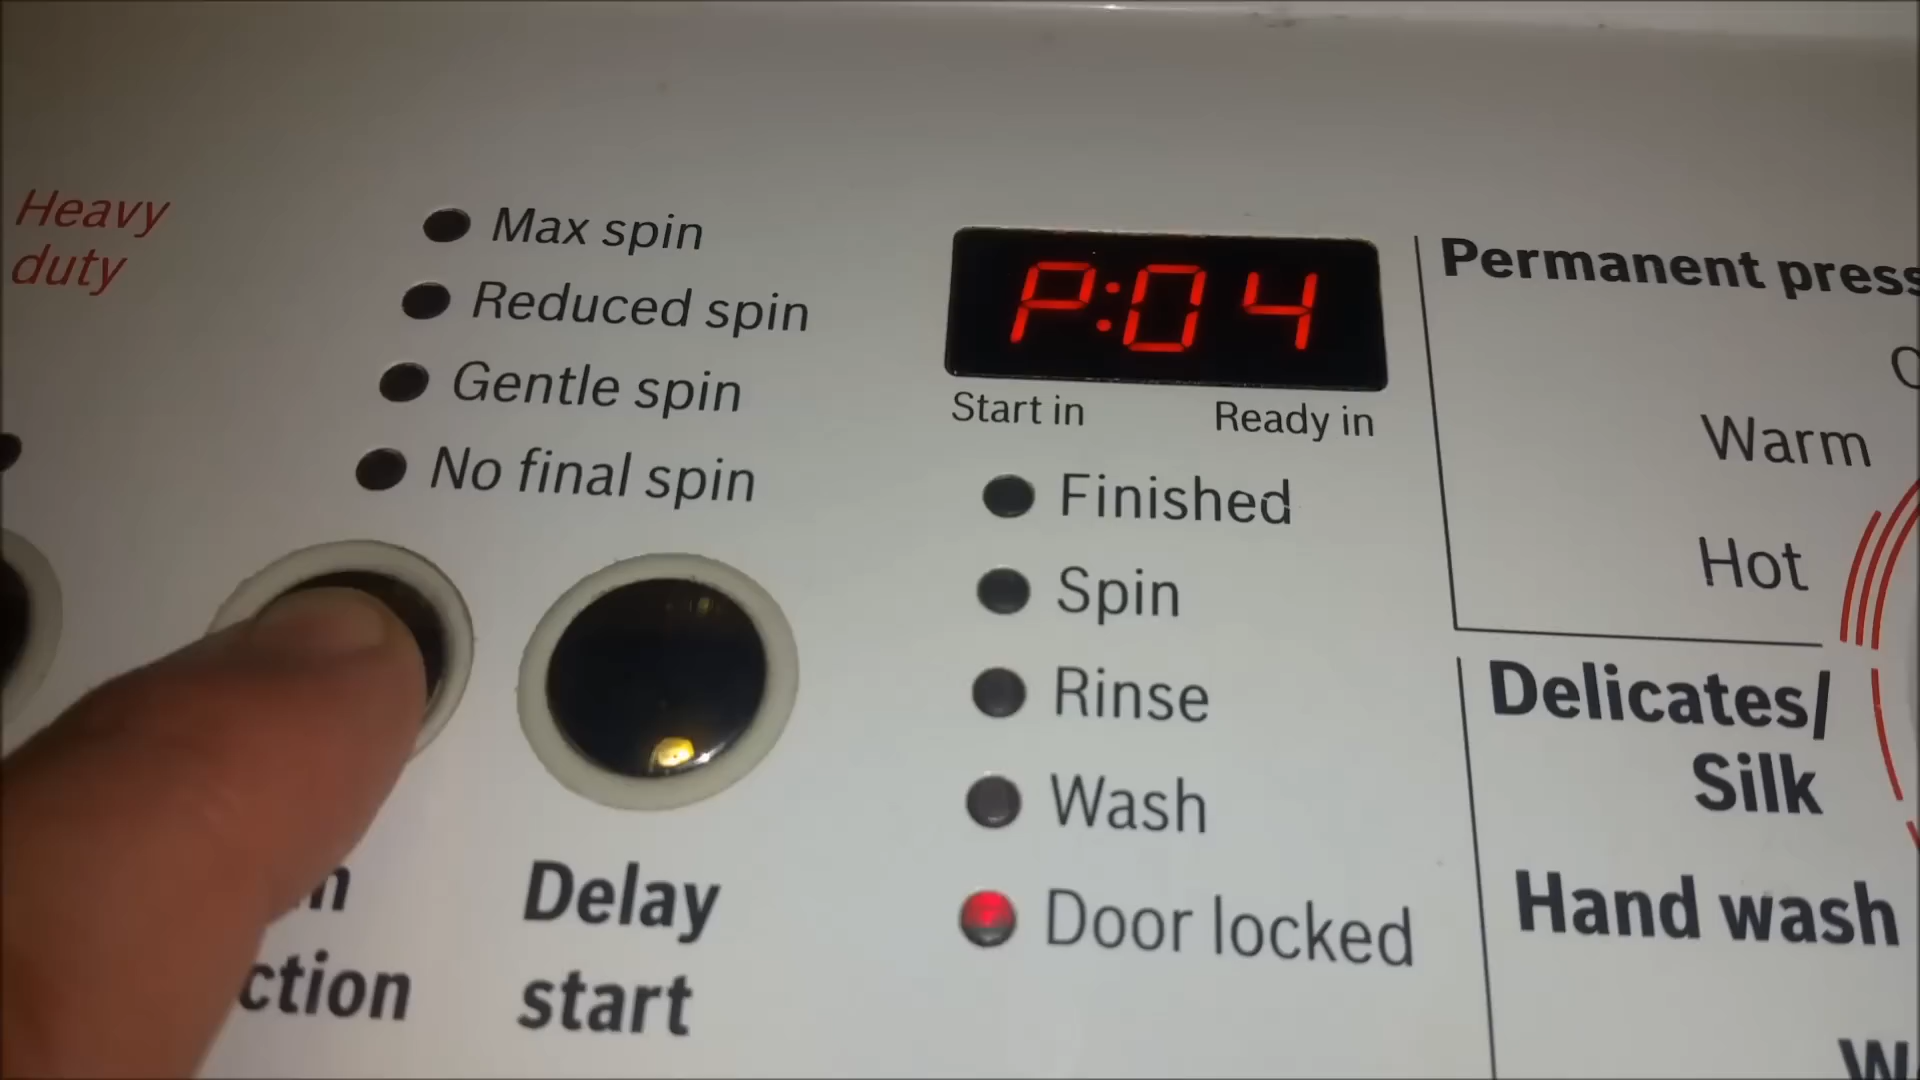 Heavy
duty
Max spin
Reduced spin
Gentle spin
No final spin
Delay
start
P:04
Start in
Ready in
Finished
Spin
Rinse
Wash
Door locked
Permanent press
Warm
Hot
Delicates/
Silk
Hand wash